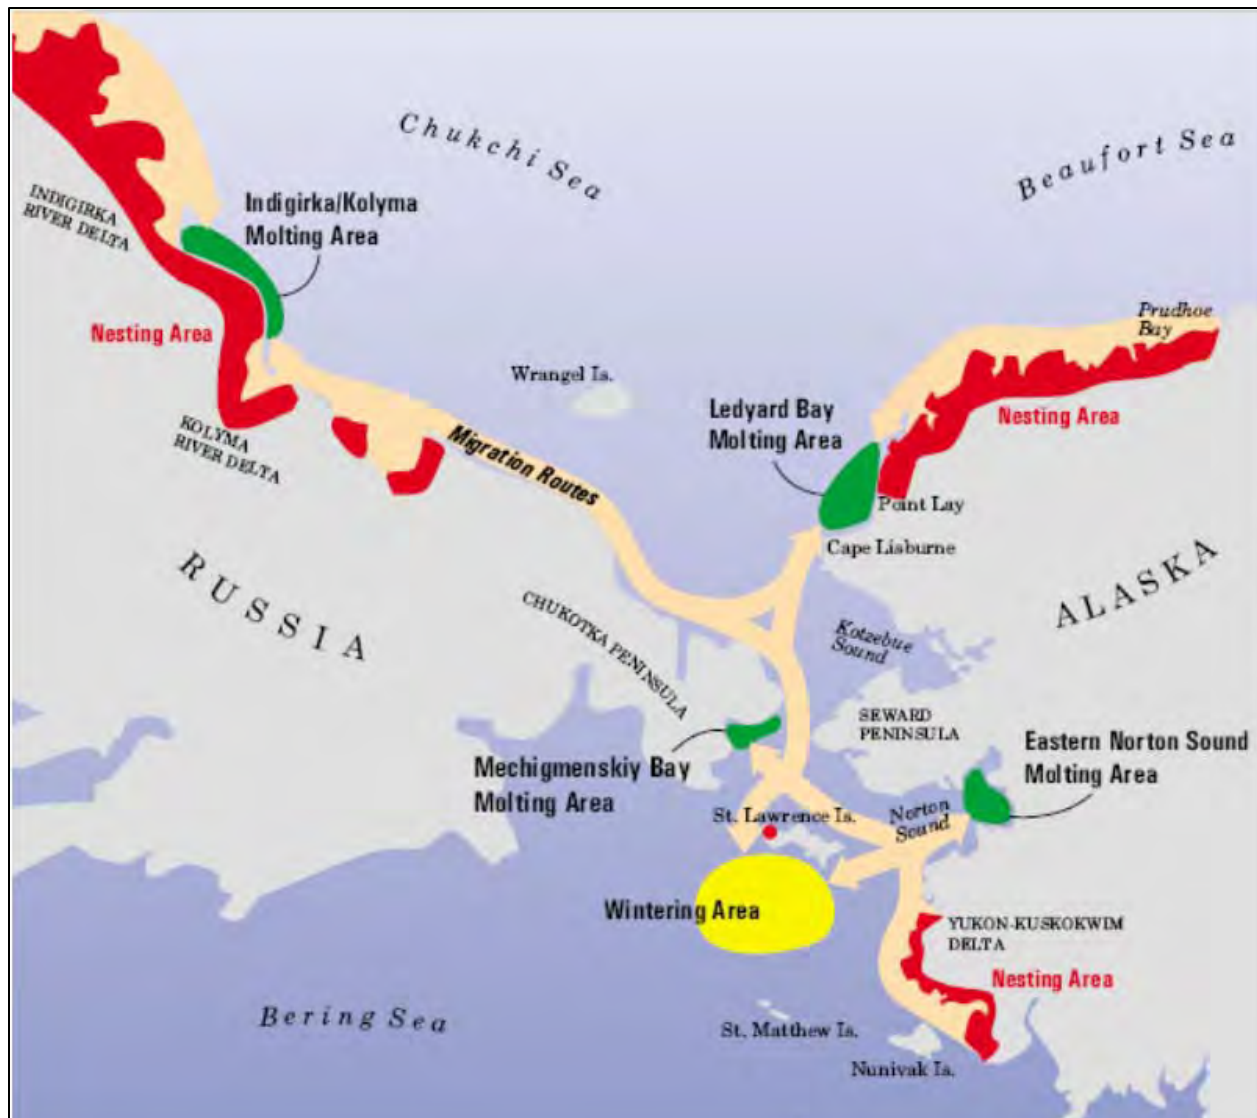 Chukchi Sea
Beaufort Sea
INDIGIRKA
RIVER DELTA
Indigirka/Kolyma
Molting Area
Nesting Area
Prudhoe
Bay
Wrangel Is.
Ledyard Bay
Molting Area
Nesting Area
KOLYMA
RIVER DELTA
Migration Routes
Point Lay
Cape Lisburne
RUSSIA
ALASKA
CHUKOTKA PENINSULA
Kotzebue
Sound
SEWARD
PENINSULA
Eastern Norton Sound
Molting Area
Mechigmenskiy Bay
Molting Area
St. Lawrence Is.
Norton
Sound
Wintering Area
YUKON-KUSKOKWIM
DELTA
Nesting Area
Bering Sea
St. Matthew Is.
Nunivak Is.